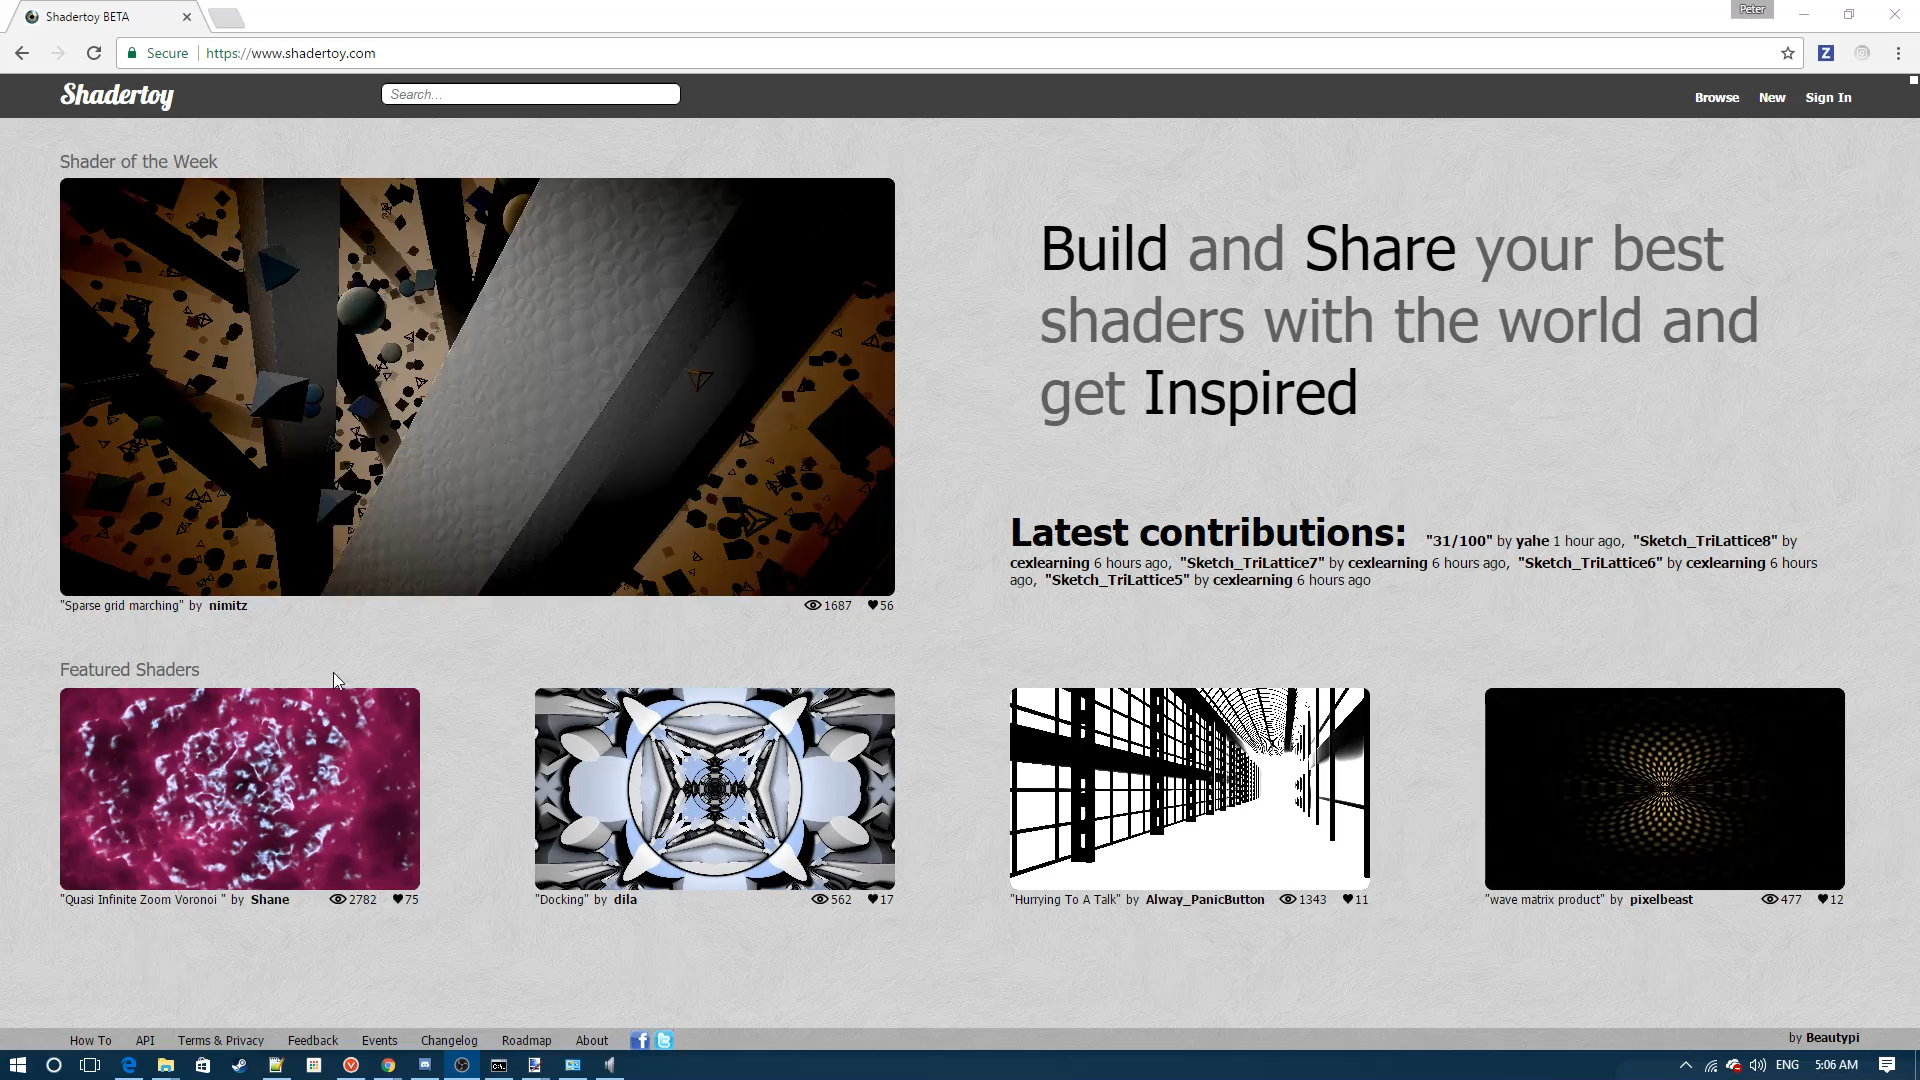 Shadertoy BETA
Peter
Secure
https://www.shadertoy.com
Z
Shadertoy
Search...
Browse New Sign In
Shader of the Week
"Sparse grid marching" by nimitz 1687 56
Build and Share your best
shaders with the world and
get Inspired
Latest contributions: "31/100" by yahe 1 hour ago, "Sketch_TriLattice8" by
cexlearning 6 hours ago, "Sketch_TriLattice7" by cexlearning 6 hours ago, "Sketch_TriLattice6" by cexlearning 6 hours
ago, "Sketch_TriLattice5" by cexlearning 6 hours ago
Featured Shaders
"Quasi Infinite Zoom Voronoi " by Shane 2782 75
"Docking" by dila 562 17
"Hurrying To A Talk" by Alway_PanicButton 1343 11
"wave matrix product" by pixelbeast 477 12
How To API Terms & Privacy Feedback Events Changelog Roadmap About
by Beautypi
ENG 5:06 AM